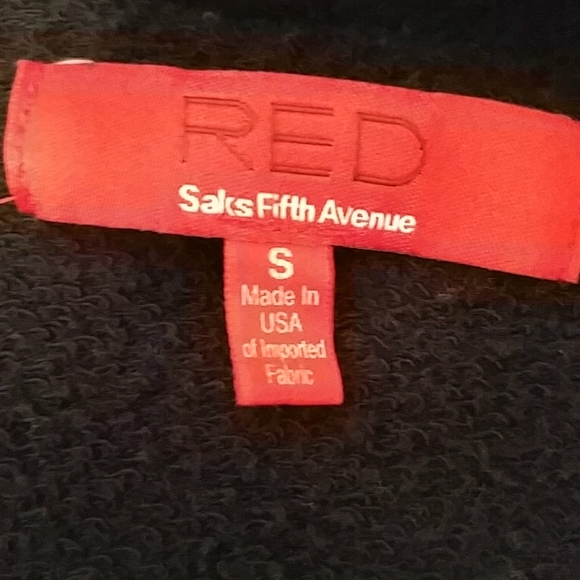 RED
Saks Fifth Avenue
S
Made In
USA
of Imported
Fabric